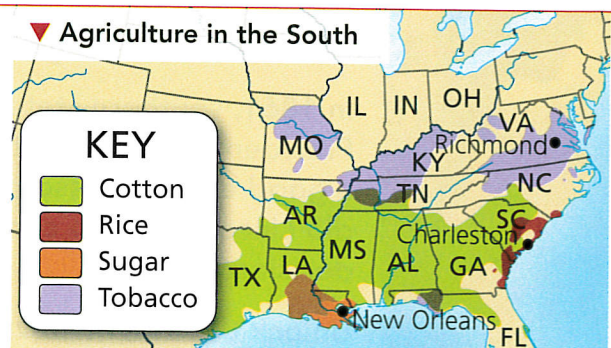 Agriculture in the South
KEY
Cotton
Rice
Sugar
Tobacco
IL
IN
OH
MO
KY
VA
Richmond
TN
NC
AR
SC
Charleston
MS
AL
GA
TX
LA
New Orleans
FL